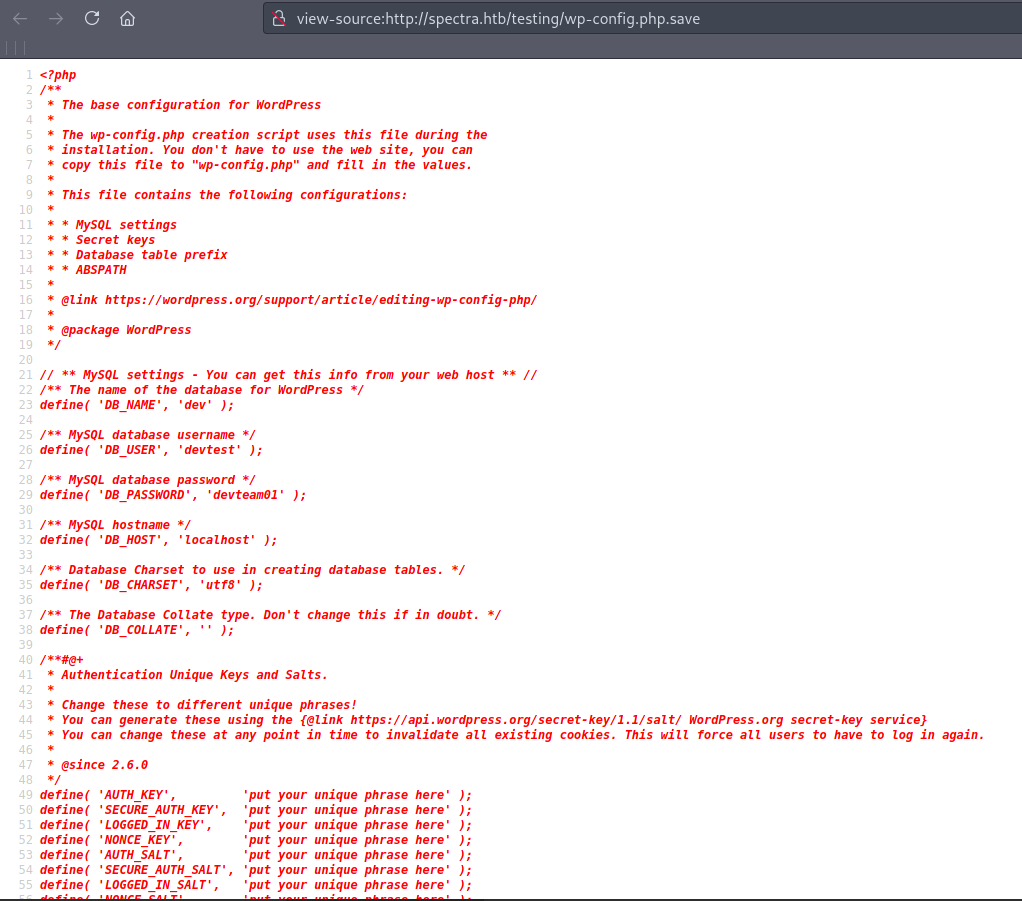 view-source:http://spectra.htb/testing/wp-config.php.save
1 <?php
2 /**
3  * The base configuration for WordPress
4  *
5  * The wp-config.php creation script uses this file during the
6  * installation. You don't have to use the web site, you can
7  * copy this file to "wp-config.php" and fill in the values.
8  *
9  * This file contains the following configurations:
10  *
11  * * MySQL settings
12  * * Secret keys
13  * * Database table prefix
14  * * ABSPATH
15  *
16  * @link https://wordpress.org/support/article/editing-wp-config-php/
17  *
18  * @package WordPress
19  */
20
21 // ** MySQL settings - You can get this info from your web host ** //
22 /** The name of the database for WordPress */
23 define( 'DB_NAME', 'dev' );
24
25 /** MySQL database username */
26 define( 'DB_USER', 'devtest' );
27
28 /** MySQL database password */
29 define( 'DB_PASSWORD', 'devteam01' );
30
31 /** MySQL hostname */
32 define( 'DB_HOST', 'localhost' );
33
34 /** Database Charset to use in creating database tables. */
35 define( 'DB_CHARSET', 'utf8' );
36
37 /** The Database Collate type. Don't change this if in doubt. */
38 define( 'DB_COLLATE', '' );
39
40 /**#@+
41  * Authentication Unique Keys and Salts.
42  *
43  * Change these to different unique phrases!
44  * You can generate these using the {@link https://api.wordpress.org/secret-key/1.1/salt/ WordPress.org secret-key service}
45  * You can change these at any point in time to invalidate all existing cookies. This will force all users to have to log in again.
46  *
47  * @since 2.6.0
48  */
49 define( 'AUTH_KEY',         'put your unique phrase here' );
50 define( 'SECURE_AUTH_KEY',  'put your unique phrase here' );
51 define( 'LOGGED_IN_KEY',    'put your unique phrase here' );
52 define( 'NONCE_KEY',        'put your unique phrase here' );
53 define( 'AUTH_SALT',        'put your unique phrase here' );
54 define( 'SECURE_AUTH_SALT', 'put your unique phrase here' );
55 define( 'LOGGED_IN_SALT',   'put your unique phrase here' );
56 define( 'NONCE_SALT',       'put your unique phrase here' );